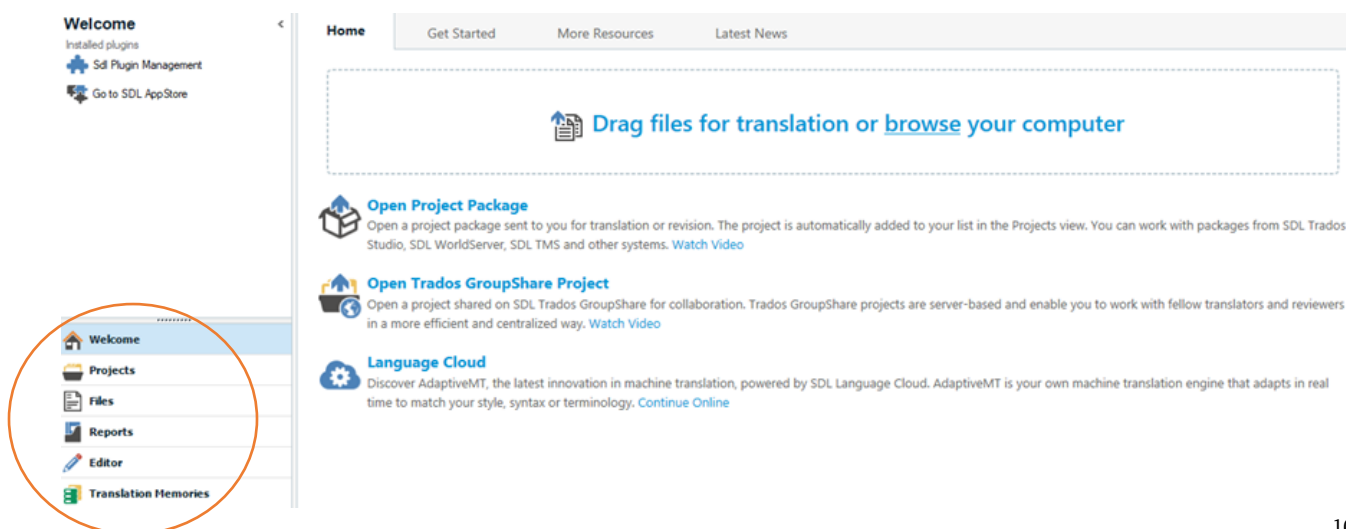 Welcome
Installed plugins
Sdl Plugin Management
Go to SDL AppStore
Welcome
Projects
Files
Reports
Editor
Translation Memories
Home
Get Started
More Resources
Latest News
Drag files for translation or browse your computer
Open Project Package
Open a project package sent to you for translation or revision. The project is automatically added to your list in the Projects view. You can work with packages from SDL Trados
Studio, SDL WorldServer, SDL TMS and other systems. Watch Video
Open Trados GroupShare Project
Open a project shared on SDL Trados GroupShare for collaboration. Trados GroupShare projects are server-based and enable you to work with fellow translators and reviewers
in a more efficient and centralized way. Watch Video
Language Cloud
Discover AdaptiveMT, the latest innovation in machine translation, powered by SDL Language Cloud. AdaptiveMT is your own machine translation engine that adapts in real
time to match your style, syntax or terminology. Continue Online